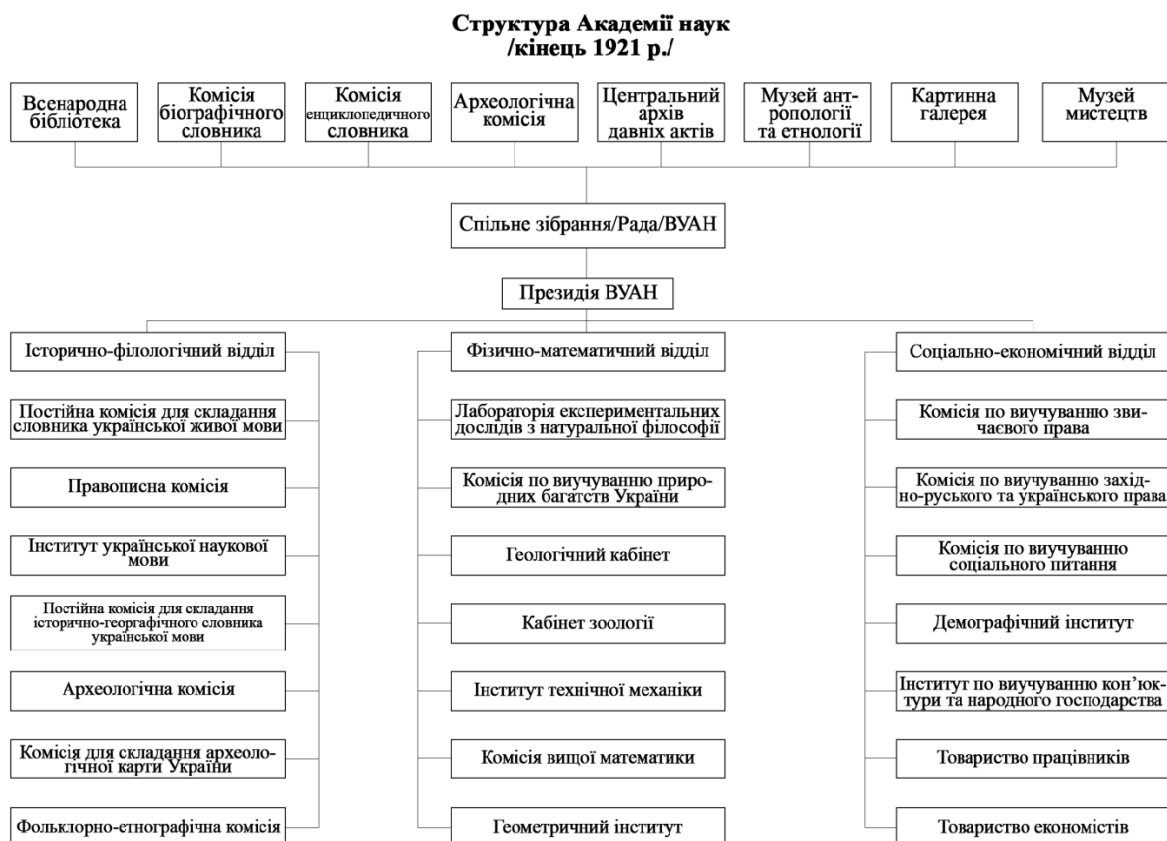 Структура Академії наук
/кінець 1921 р./
Всенародна
бібліотека
Комісія
біографічного
словника
Комісія
енциклопедичного
словника
Археологічна
комісія
Центральний
архів
давніх актів
Музей ант-
ропології
та етнології
Картинна
галерея
Музей
мистецтв
Спільне зібрання/Рада/ВУАН
Президія ВУАН
Історично-філологічний відділ
Постійна комісія для складання
словника української живої мови
Правописна комісія
Інститут української наукової
мови
Постійна комісія для складання
історично-георгафічного словника
української мови
Археологічна комісія
Комісія для складання археоло-
гічної карти України
Фольклорно-етнографічна комісія
Фізично-математичний відділ
Лабораторія експериментальних
дослідів з натуральної філософії
Комісія по виучуванню приро-
дних багатств України
Геологічний кабінет
Кабінет зоології
Інститут технічної механіки
Комісія вищої математики
Геометричний інститут
Соціально-економічний відділ
Комісія по виучуванню зви-
чаєвого права
Комісія по виучуванню захід-
но-руського та українського права
Комісія по виучуванню
соціального питання
Демографічний інститут
Інститут по виучуванню кон’юк-
тури та народного господарства
Товариство працівників
Товариство економістів